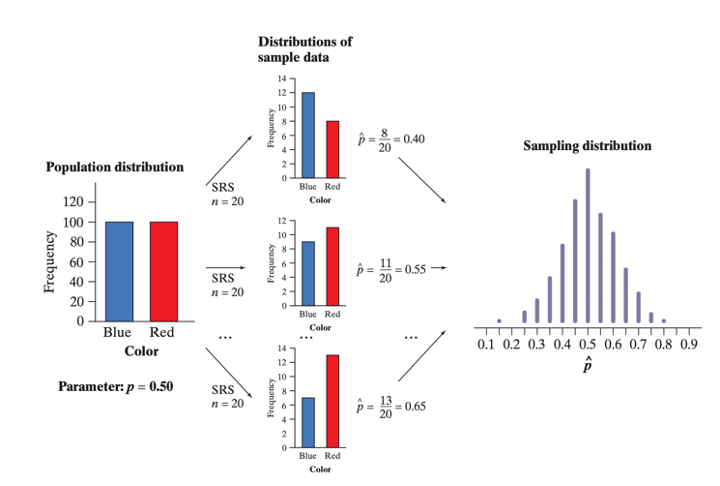 Distributions of
sample data
Population distribution
Frequency
120
100
80
60
40
20
0
Blue Red
Color
Parameter: p = 0.50
SRS
n = 20
SRS
n = 20
...
SRS
n = 20
Frequency
14
12
10
8
6
4
2
0
Blue Red
Color
p̂ = 8/20 = 0.40
Frequency
12
10
8
6
4
2
0
Blue Red
Color
p̂ = 11/20 = 0.55
...
...
Frequency
14
12
10
8
6
4
2
0
Blue Red
Color
p̂ = 13/20 = 0.65
Sampling distribution
0.1 0.2 0.3 0.4 0.5 0.6 0.7 0.8 0.9
p̂